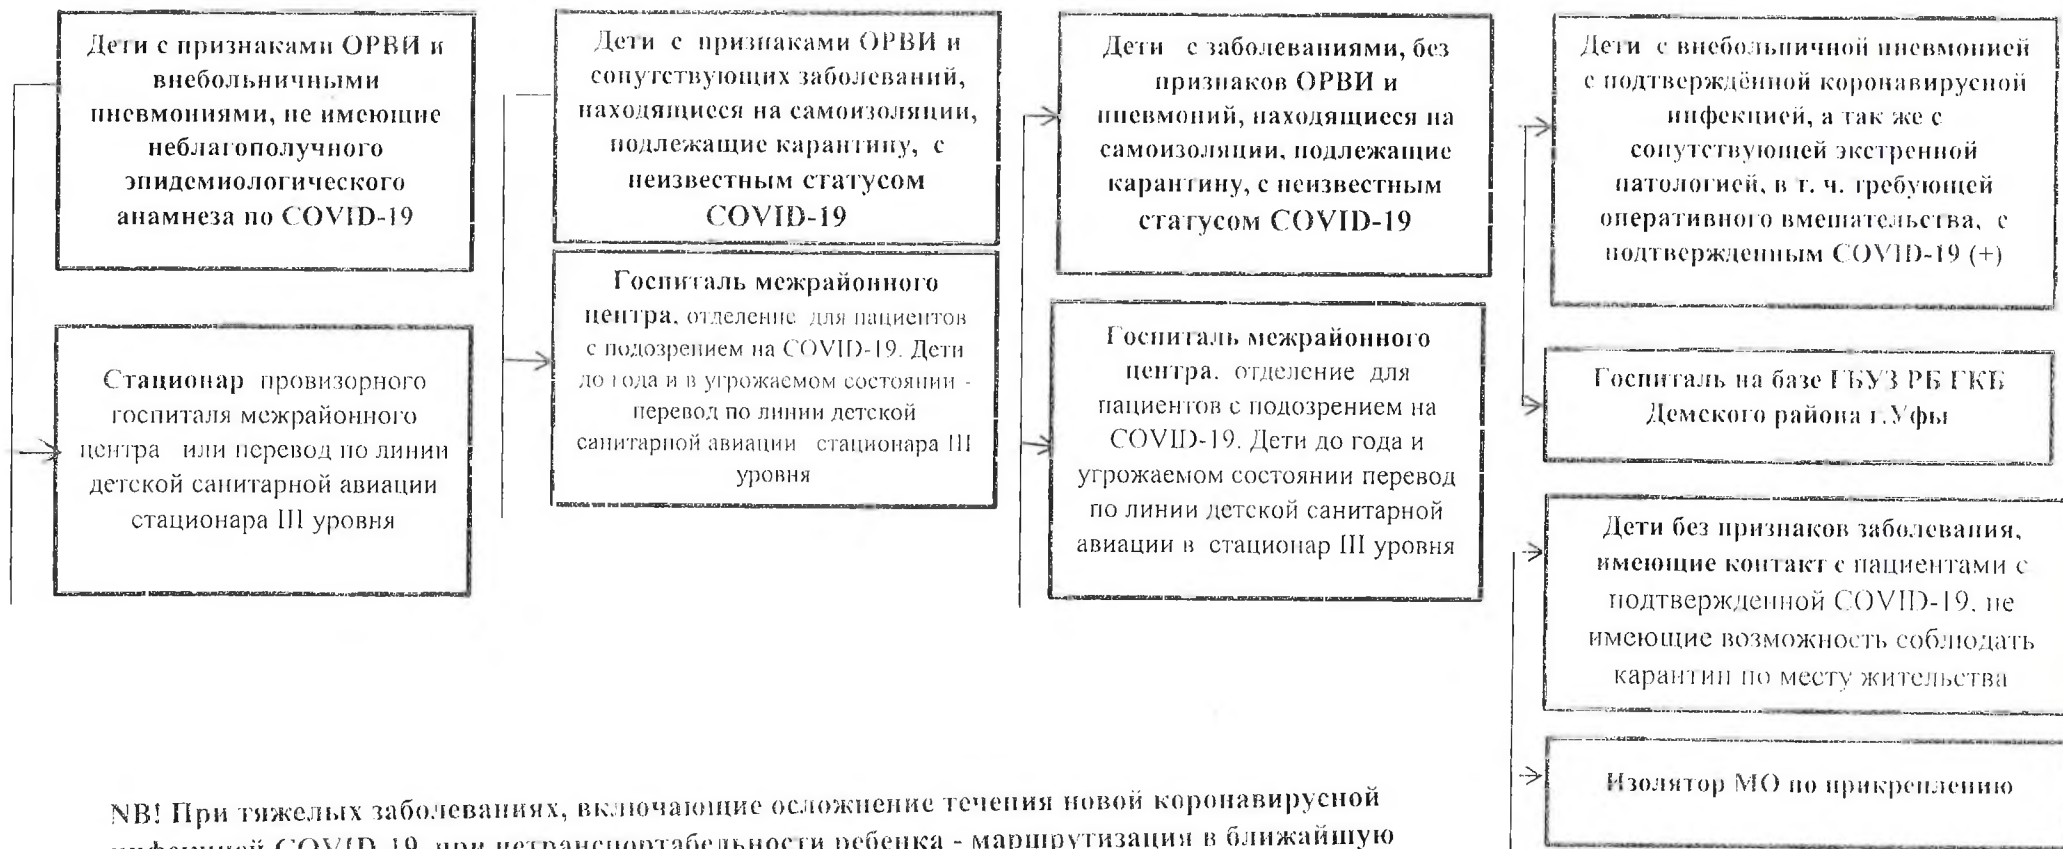 Дети с признаками ОРВИ и
внебольничными
пневмониями, не имеющие
неблагополучного
эпидемиологического
анамнеза по COVID-19
Стационар провизорного
госпиталя межрайонного
центра или перевод по линии
детской санитарной авиации
стационара III уровня
Дети с признаками ОРВИ и
сопутствующих заболеваний,
находящиеся на самоизоляции,
подлежащие карантину, с
неизвестным статусом
COVID-19
Госпиталь межрайонного
центра, отделение для пациентов
с подозрением на COVID-19. Дети
до года и в угрожаемом состоянии -
перевод по линии детской
санитарной авиации стационара III
уровня
Дети с заболеваниями, без
признаков ОРВИ и
пневмоний, находящиеся на
самоизоляции, подлежащие
карантину, с неизвестным
статусом COVID-19
Госпиталь межрайонного
центра, отделение для
пациентов с подозрением на
COVID-19. Дети до года и
угрожаемом состоянии перевод
по линии детской санитарной
авиации в стационар III уровня
Дети с внебольничной пневмонией
с подтверждённой коронавирусной
инфекцией, а так же с
сопутствующей экстренной
патологией, в т. ч. требующей
оперативного вмешательства, с
подтвержденным COVID-19 (+)
Госпиталь на базе ГБУЗ РБ ГКБ
Демского района г.Уфы
Дети без признаков заболевания,
имеющие контакт с пациентами с
подтвержденной COVID-19, не
имеющие возможность соблюдать
карантин по месту жительства
Изолятор МО по прикреплению
NB! При тяжелых заболеваниях, включающие осложнение течения новой коронавирусной
инфекцией COVID-19, при нетранспортабельности ребенка - маршрутизация в ближайшую